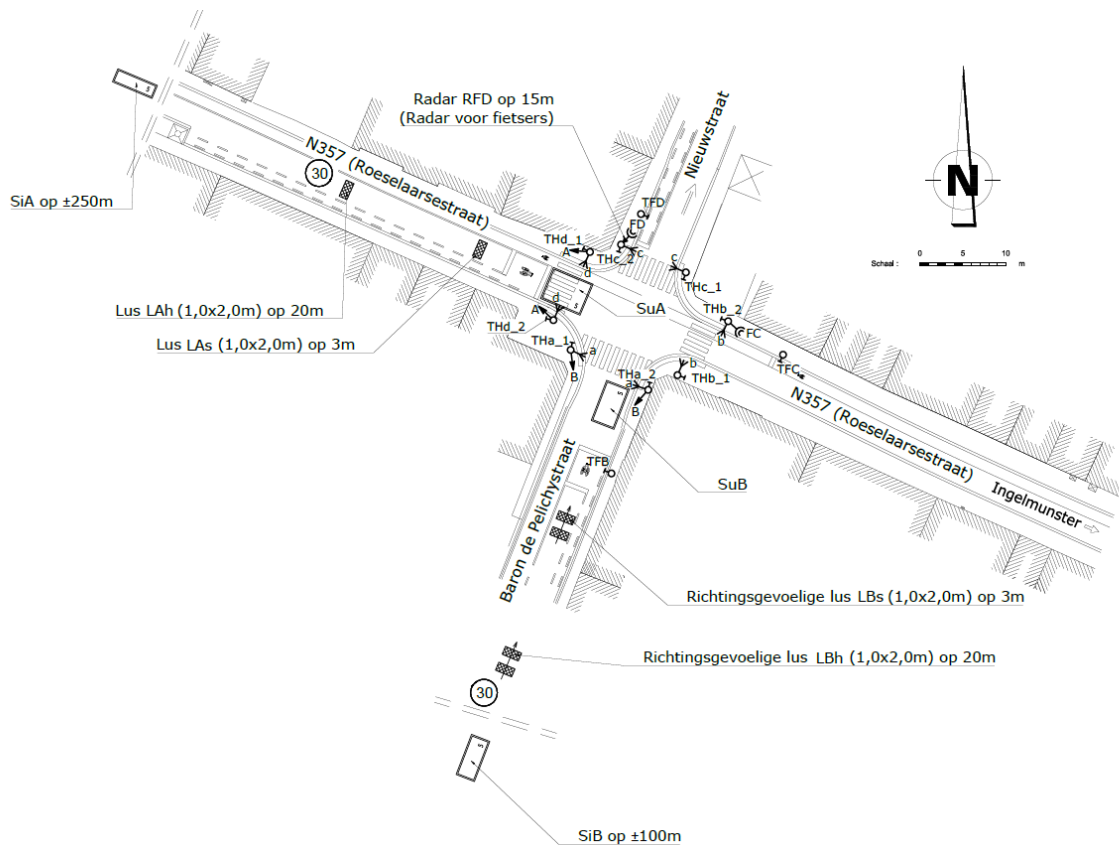 Radar RFD op 15m
(Radar voor fietsers)
Nieuwstraat
N357 (Roeselaarsestraat)
30
SiA op ±250m
TFD
FD
THd_1
A
d
THc_2
c
c
THc_1
N
Schaal :
0
5
10
m
Lus LAh (1,0x2,0m) op 20m
Lus LAs (1,0x2,0m) op 3m
SuA
THb_2
FC
b
TFC
A
d
THd_2
THa_1
a
B
THa_2
a
B
b
THb_1
N357 (Roeselaarsestraat)
Ingelmunster
SuB
TFB
Baron de Pelichystraat
Richtingsgevoelige lus LBs (1,0x2,0m) op 3m
Richtingsgevoelige lus LBh (1,0x2,0m) op 20m
30
SiB op ±100m